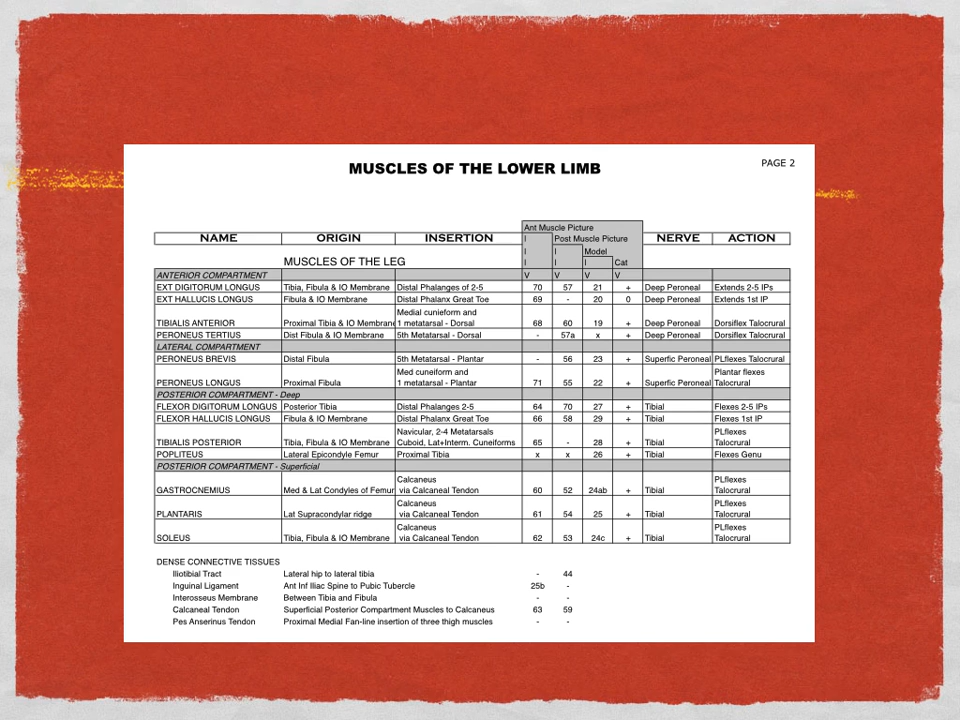 MUSCLES OF THE LOWER LIMB
PAGE 2
Ant Muscle Picture
NAME ORIGIN INSERTION I Post Muscle Picture NERVE ACTION
I I Model
MUSCLES OF THE LEG I I I Cat
ANTERIOR COMPARTMENT V V V V
EXT DIGITORUM LONGUS Tibia, Fibula & IO Membrane Distal Phalanges of 2-5 70 57 21 + Deep Peroneal Extends 2-5 IPs
EXT HALLUCIS LONGUS Fibula & IO Membrane Distal Phalanx Great Toe 69 - 20 0 Deep Peroneal Extends 1st IP
Medial cunieform and
TIBIALIS ANTERIOR Proximal Tibia & IO Membrane 1 metatarsal - Dorsal 68 60 19 + Deep Peroneal Dorsiflex Talocrural
PERONEUS TERTIUS Dist Fibula & IO Membrane 5th Metatarsal - Dorsal - 57a x + Deep Peroneal Dorsiflex Talocrural
LATERAL COMPARTMENT
PERONEUS BREVIS Distal Fibula 5th Metatarsal - Plantar - 56 23 + Superfic Peroneal PLflexes Talocrural
Med cuneiform and Plantar flexes
PERONEUS LONGUS Proximal Fibula 1 metatarsal - Plantar 71 55 22 + Superfic Peroneal Talocrural
POSTERIOR COMPARTMENT - Deep
FLEXOR DIGITORUM LONGUS Posterior Tibia Distal Phalanges 2-5 64 70 27 + Tibial Flexes 2-5 IPs
FLEXOR HALLUCIS LONGUS Fibula & IO Membrane Distal Phalanx Great Toe 66 58 29 + Tibial Flexes 1st IP
Navicular, 2-4 Metatarsals PLflexes
TIBIALIS POSTERIOR Tibia, Fibula & IO Membrane Cuboid, Lat+Interm. Cuneiforms 65 - 28 + Tibial Talocrural
POPLITEUS Lateral Epicondyle Femur Proximal Tibia x x 26 + Tibial Flexes Genu
POSTERIOR COMPARTMENT - Superficial
Calcaneus PLflexes
GASTROCNEMIUS Med & Lat Condyles of Femur via Calcaneal Tendon 60 52 24ab + Tibial Talocrural
Calcaneus PLflexes
PLANTARIS Lat Supracondylar ridge via Calcaneal Tendon 61 54 25 + Tibial Talocrural
Calcaneus PLflexes
SOLEUS Tibia, Fibula & IO Membrane via Calcaneal Tendon 62 53 24c + Tibial Talocrural
DENSE CONNECTIVE TISSUES
Iliotibial Tract Lateral hip to lateral tibia - 44
Inguinal Ligament Ant Inf Iliac Spine to Pubic Tubercle 25b -
Interosseus Membrane Between Tibia and Fibula - -
Calcaneal Tendon Superficial Posterior Compartment Muscles to Calcaneus 63 59
Pes Anserinus Tendon Proximal Medial Fan-line insertion of three thigh muscles - -